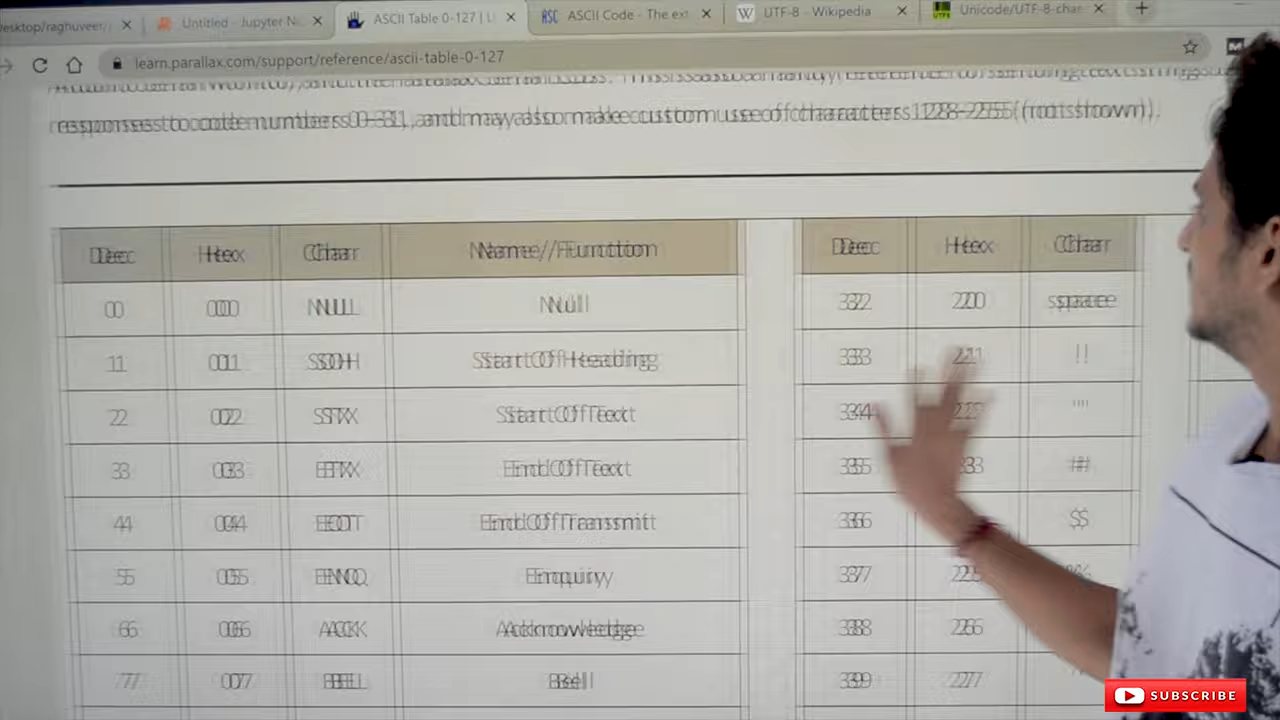 Desktop/raghuveer/ Untitled - Jupyter N ASCII Table 0-127 | L ASCII Code - The ext UTF-8 - Wikipedia Unicode/UTF-8-char
learn.parallax.com/support/reference/ascii-table-0-127
responses to code numbers 0-31, and may also make custom use of characters 128-255 (not shown).
Dec Hex Char Name / Function Dec Hex Char
0 00 NULL Null 32 20 space
1 01 SOH Start Of Heading 33 21 !
2 02 STX Start Of Text 34 22 "
3 03 ETX End Of Text 35 #
4 04 EOT End Of Transmit 36 $
5 05 ENQ Enquiry 37 25 %
6 06 ACK Acknowledge 38 26
7 07 BELL Bell 39 27
SUBSCRIBE